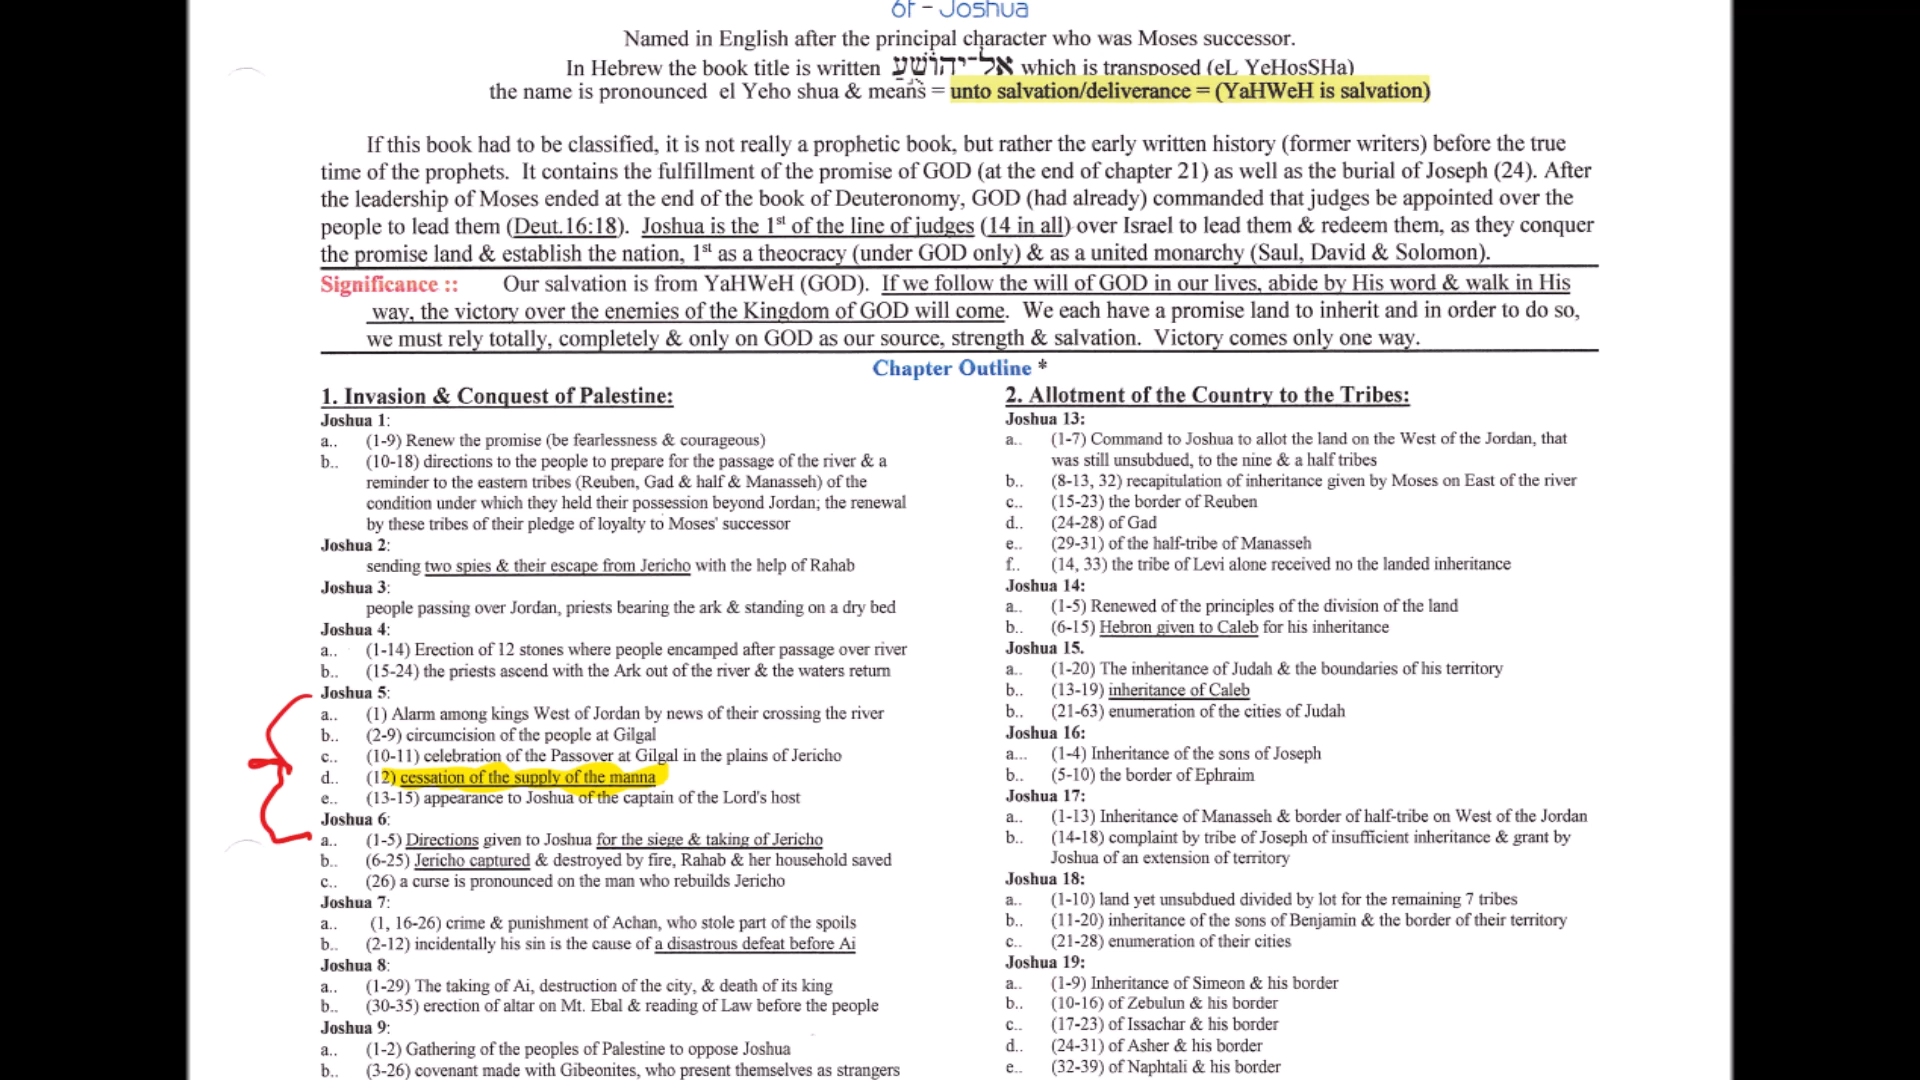 6f – Joshua
Named in English after the principal character who was Moses successor.
In Hebrew the book title is written אל־יהושע which is transposed (eL YeHosSHa)
the name is pronounced el Yeho shua & means = unto salvation/deliverance = (YaHWeH is salvation)
If this book had to be classified, it is not really a prophetic book, but rather the early written history (former writers) before the true
time of the prophets. It contains the fulfillment of the promise of GOD (at the end of chapter 21) as well as the burial of Joseph (24). After
the leadership of Moses ended at the end of the book of Deuteronomy, GOD (had already) commanded that judges be appointed over the
people to lead them (Deut.16:18). Joshua is the 1st of the line of judges (14 in all) over Israel to lead them & redeem them, as they conquer
the promise land & establish the nation, 1st as a theocracy (under GOD only) & as a united monarchy (Saul, David & Solomon).
Significance :: Our salvation is from YaHWeH (GOD). If we follow the will of GOD in our lives, abide by His word & walk in His
way, the victory over the enemies of the Kingdom of GOD will come. We each have a promise land to inherit and in order to do so,
we must rely totally, completely & only on GOD as our source, strength & salvation. Victory comes only one way.
Chapter Outline *
1. Invasion & Conquest of Palestine:
Joshua 1:
a.. (1-9) Renew the promise (be fearlessness & courageous)
b.. (10-18) directions to the people to prepare for the passage of the river & a
reminder to the eastern tribes (Reuben, Gad & half & Manasseh) of the
condition under which they held their possession beyond Jordan; the renewal
by these tribes of their pledge of loyalty to Moses' successor
Joshua 2:
sending two spies & their escape from Jericho with the help of Rahab
Joshua 3:
people passing over Jordan, priests bearing the ark & standing on a dry bed
Joshua 4:
a.. (1-14) Erection of 12 stones where people encamped after passage over river
b.. (15-24) the priests ascend with the Ark out of the river & the waters return
Joshua 5:
a.. (1) Alarm among kings West of Jordan by news of their crossing the river
b.. (2-9) circumcision of the people at Gilgal
c.. (10-11) celebration of the Passover at Gilgal in the plains of Jericho
d.. (12) cessation of the supply of the manna
e.. (13-15) appearance to Joshua of the captain of the Lord's host
Joshua 6:
a.. (1-5) Directions given to Joshua for the siege & taking of Jericho
b.. (6-25) Jericho captured & destroyed by fire, Rahab & her household saved
c.. (26) a curse is pronounced on the man who rebuilds Jericho
Joshua 7:
a.. (1, 16-26) crime & punishment of Achan, who stole part of the spoils
b.. (2-12) incidentally his sin is the cause of a disastrous defeat before Ai
Joshua 8:
a.. (1-29) The taking of Ai, destruction of the city, & death of its king
b.. (30-35) erection of altar on Mt. Ebal & reading of Law before the people
Joshua 9:
a.. (1-2) Gathering of the peoples of Palestine to oppose Joshua
b.. (3-26) covenant made with Gibeonites, who present themselves as strangers
2. Allotment of the Country to the Tribes:
Joshua 13:
a.. (1-7) Command to Joshua to allot the land on the West of the Jordan, that
was still unsubdued, to the nine & a half tribes
b.. (8-13, 32) recapitulation of inheritance given by Moses on East of the river
c.. (15-23) the border of Reuben
d.. (24-28) of Gad
e.. (29-31) of the half-tribe of Manasseh
f.. (14, 33) the tribe of Levi alone received no the landed inheritance
Joshua 14:
a.. (1-5) Renewed of the principles of the division of the land
b.. (6-15) Hebron given to Caleb for his inheritance
Joshua 15.
a.. (1-20) The inheritance of Judah & the boundaries of his territory
b.. (13-19) inheritance of Caleb
b.. (21-63) enumeration of the cities of Judah
Joshua 16:
a... (1-4) Inheritance of the sons of Joseph
b.. (5-10) the border of Ephraim
Joshua 17:
a.. (1-13) Inheritance of Manasseh & border of half-tribe on West of the Jordan
b.. (14-18) complaint by tribe of Joseph of insufficient inheritance & grant by
Joshua of an extension of territory
Joshua 18:
a.. (1-10) land yet unsubdued divided by lot for the remaining 7 tribes
b.. (11-20) inheritance of the sons of Benjamin & the border of their territory
c.. (21-28) enumeration of their cities
Joshua 19:
a.. (1-9) Inheritance of Simeon & his border
b.. (10-16) of Zebulun & his border
c.. (17-23) of Issachar & his border
d.. (24-31) of Asher & his border
e.. (32-39) of Naphtali & his border